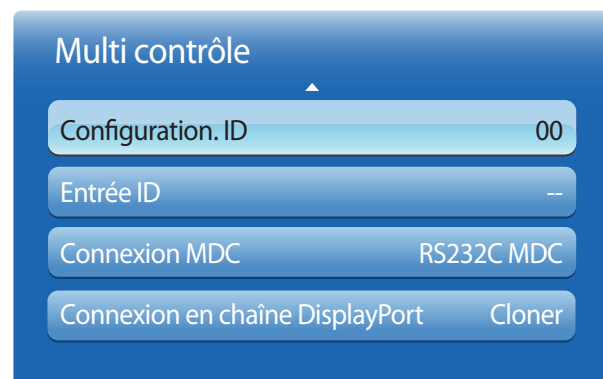 Multi contrôle
Configuration. ID 00
Entrée ID --
Connexion MDC RS232C MDC
Connexion en chaîne DisplayPort Cloner